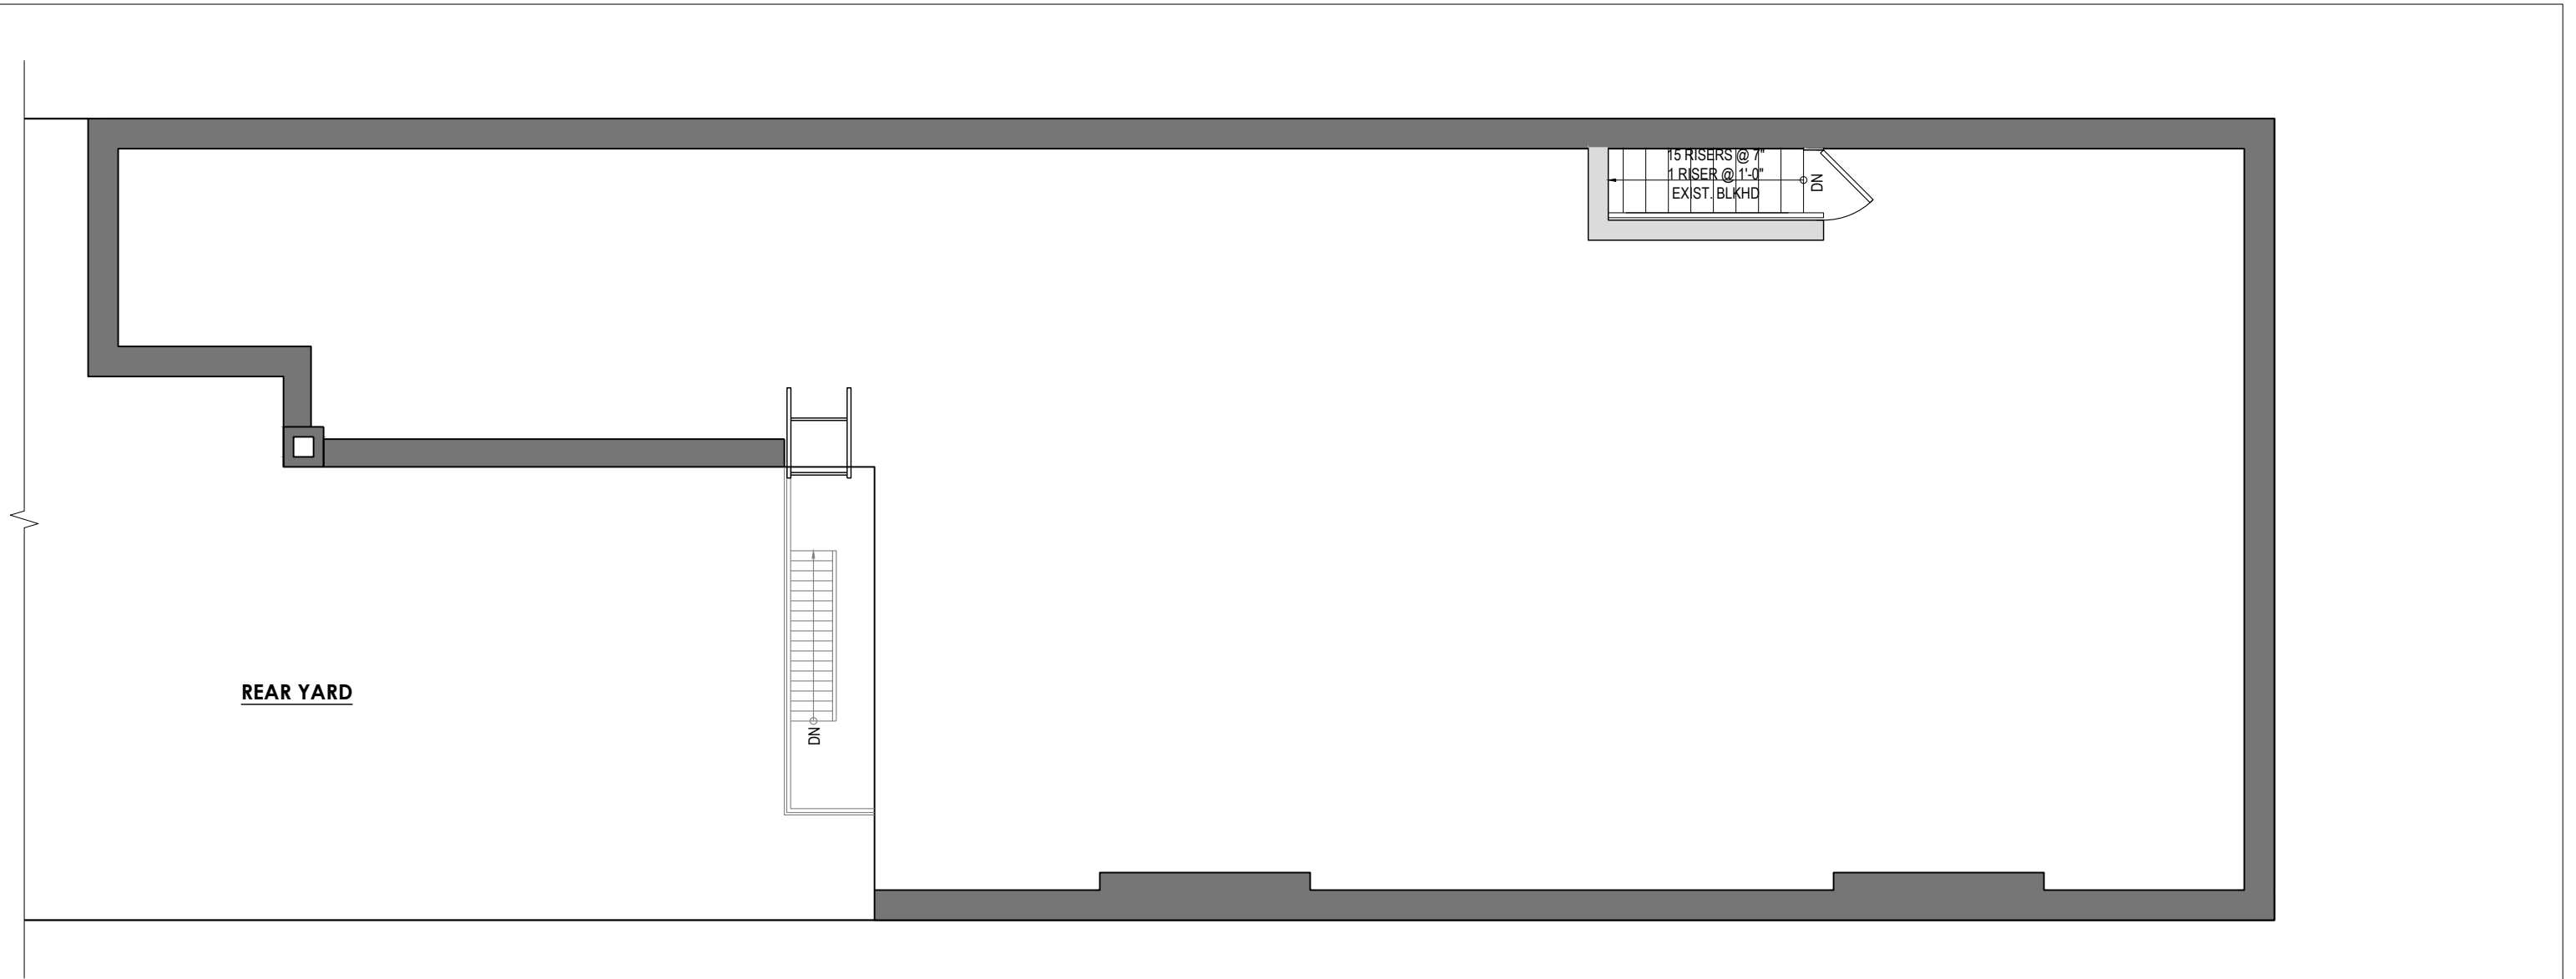 15 RISERS @ 7"
1 RISER @ 1'-0"
EXIST. BLKHD
DN
REAR YARD
DN